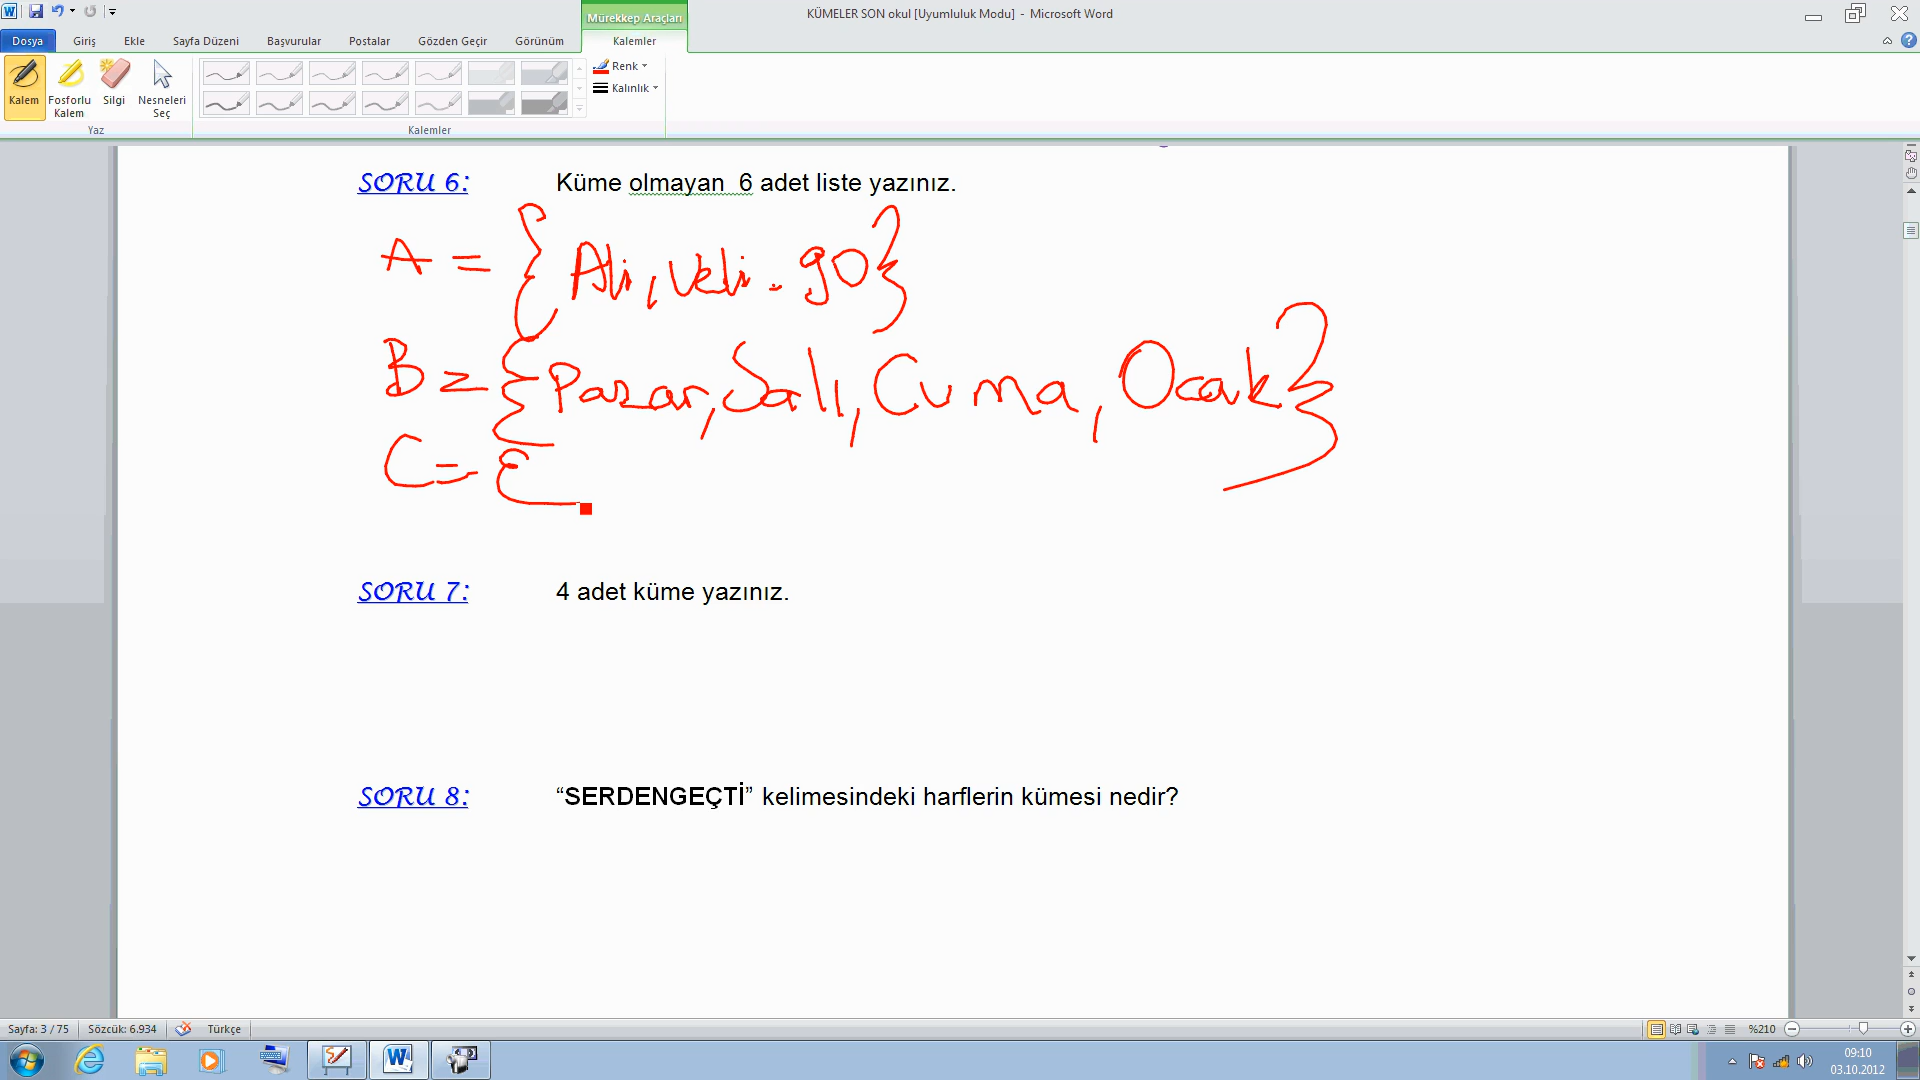 KÜMELER SON okul [Uyumluluk Modu] - Microsoft Word
Mürekkep Araçları
Dosya Giriş Ekle Sayfa Düzeni Başvurular Postalar Gözden Geçir Görünüm Kalemler
Kalem Fosforlu Kalem Silgi Nesneleri Seç
Renk
Kalınlık
Yaz Kalemler
SORU 6: Küme olmayan 6 adet liste yazınız.
A = { Ali, Veli. 90 }
B = { Pazar, Salı, Cuma, Ocak }
C = {
SORU 7: 4 adet küme yazınız.
SORU 8: “SERDENGEÇTİ” kelimesindeki harflerin kümesi nedir?
Sayfa: 3 / 75 Sözcük: 6.934 Türkçe %210
09:10
03.10.2012